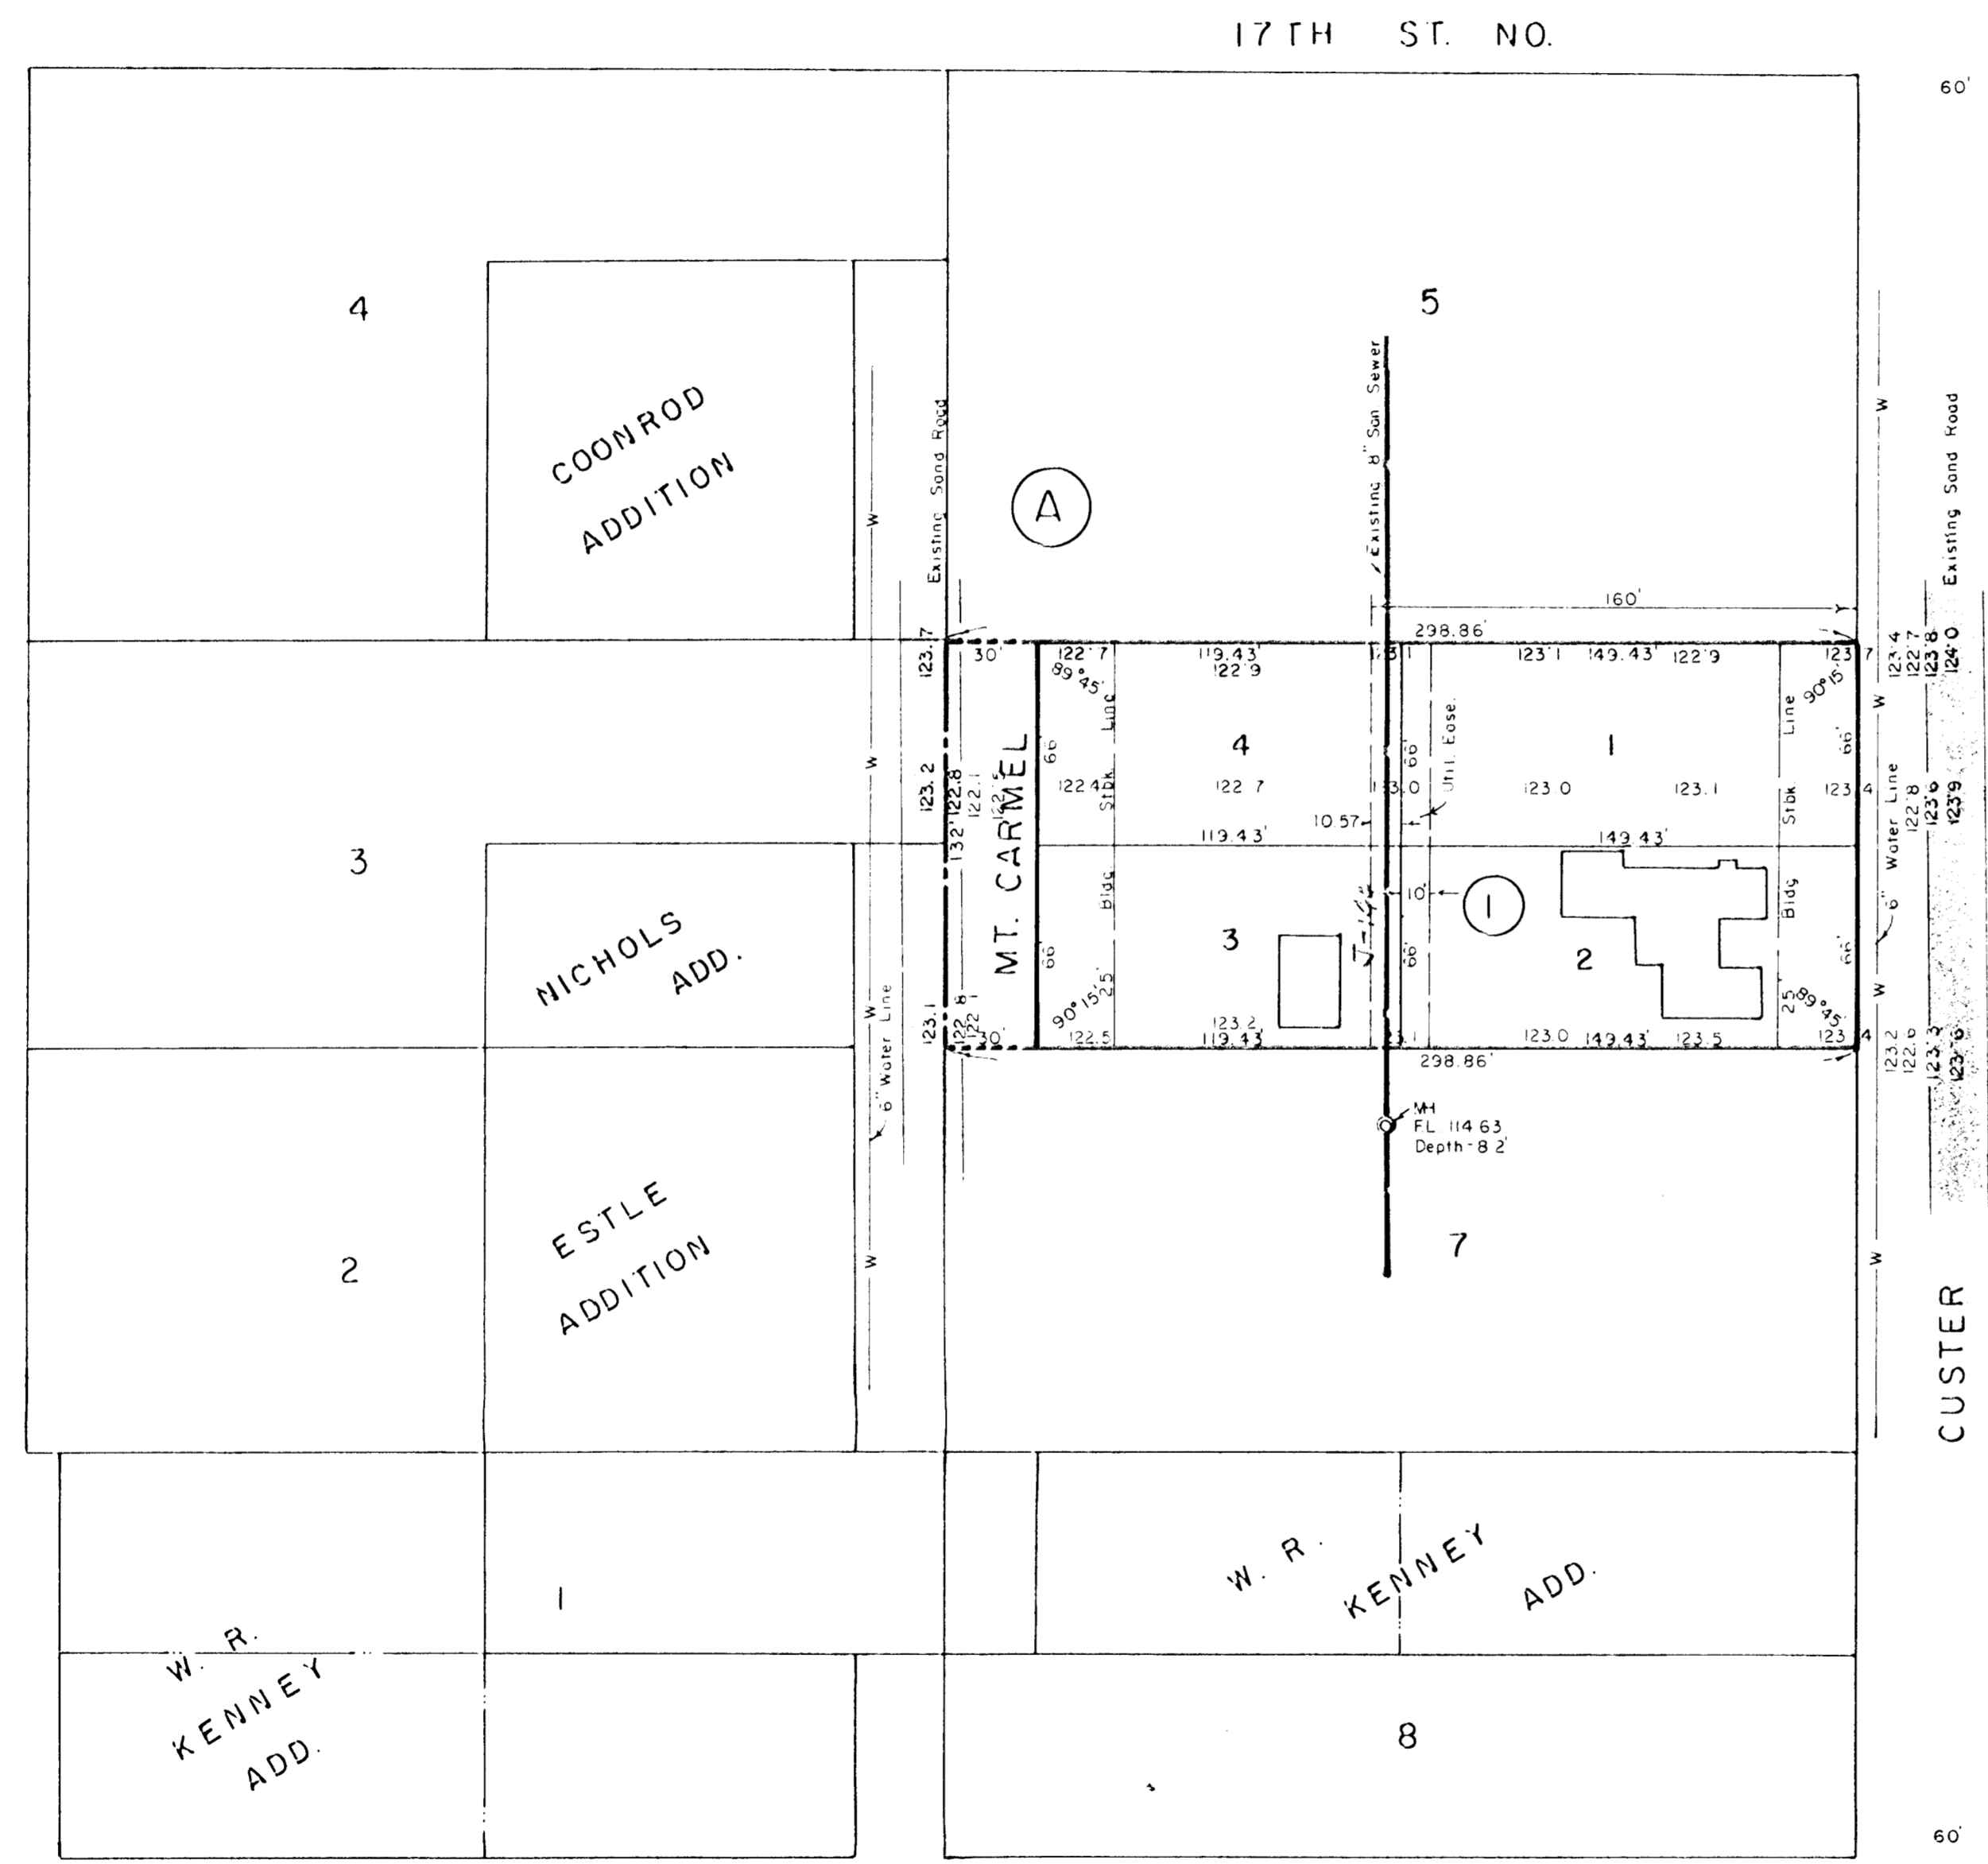 17TH ST. NO.
60'
4
5
COONROD
ADDITION
Existing Sand Road
Existing 8" San Sewer
Existing Sand Road
A
W
W
160'
298.86'
123.7
30'
122.7
119.43'
122.9
123.1
149.43'
122.9
123.4
122.7
123.8
124.0
89°45'
90°15'
Bldg Stbk Line
Util. Ease.
Bldg Stbk Line
W
W
4
1
66'
66'
66'
123.2
122.8
122.1
122.4
122.7
123.0
123.1
122.8
123.6
123.9
132'
MT. CARMEL
10.57
119.43'
149.43'
6" Water Line
3
10'
1
NICHOLS
ADD.
3
2
66'
66'
66'
25'
25'
90°15'
89°45'
W
W
6" Water Line
123.1
122.8
122.1
30'
122.5
123.2
119.43'
123.0
149.43'
123.5
123.2
122.6
123.3
298.86'
MH
F.L. 114.63
Depth-8.2'
ESTLE
ADDITION
2
7
W
W
CUSTER
W. R.
KENNEY
ADD.
1
W. R.
KENNEY
ADD.
8
60'